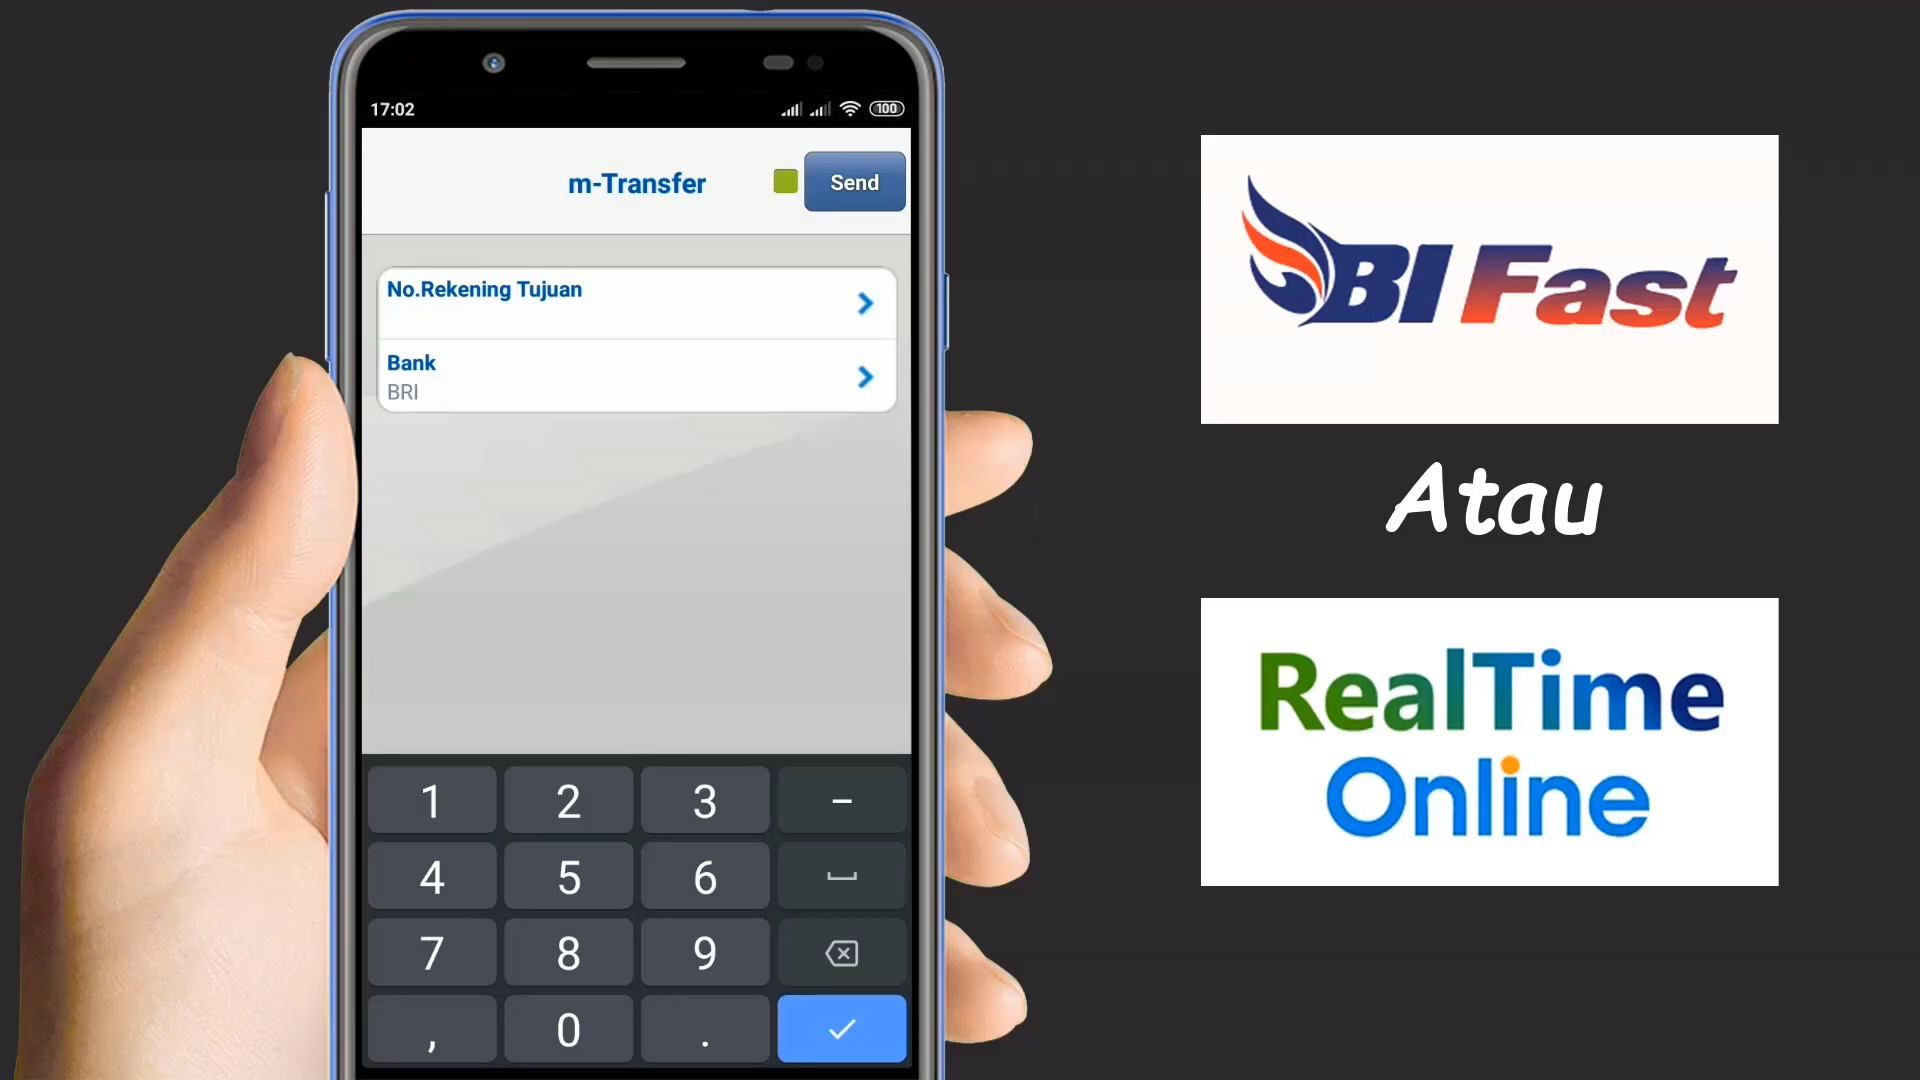 17:02
100
m-Transfer
Send
No.Rekening Tujuan
Bank
BRI
1 2 3 -
4 5 6
7 8 9
, 0 .
BI Fast
Atau
RealTime
Online